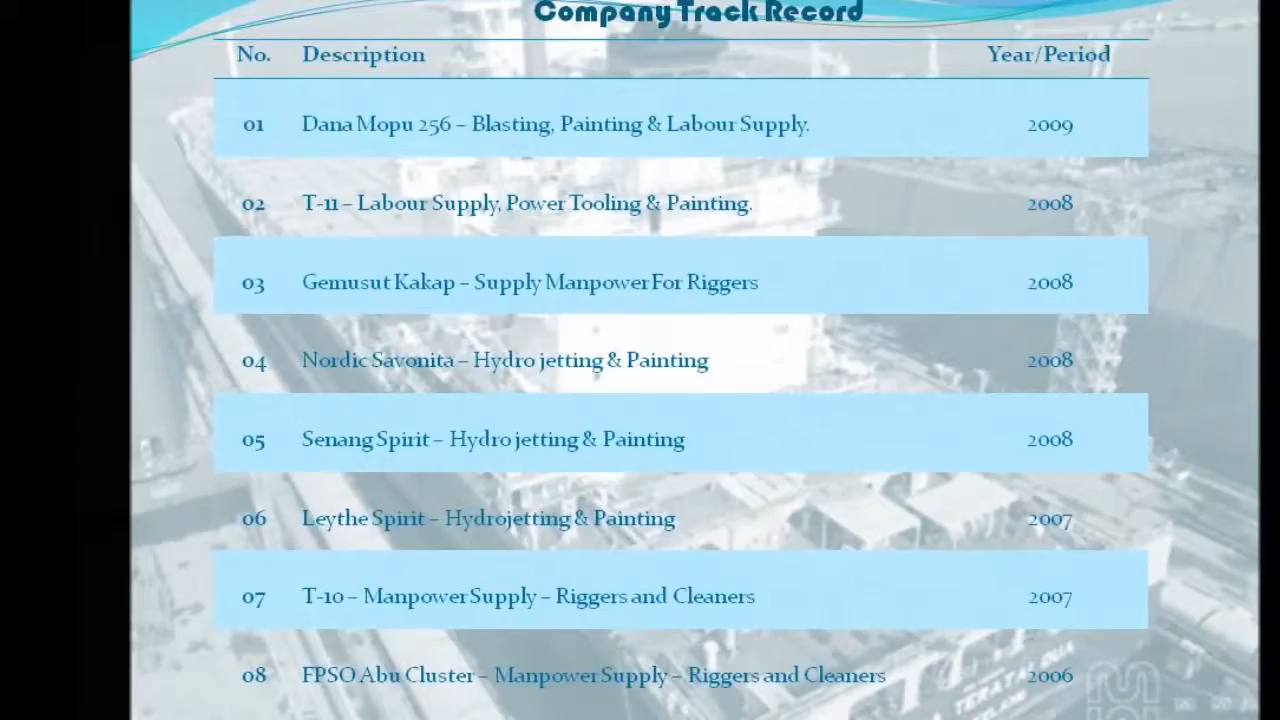 Company Track Record
No. Description Year/Period
01 Dana Mopu 256 – Blasting, Painting & Labour Supply. 2009
02 T-11 – Labour Supply, Power Tooling & Painting. 2008
03 Gemusut Kakap – Supply Manpower For Riggers 2008
04 Nordic Savonita – Hydro jetting & Painting 2008
05 Senang Spirit – Hydro jetting & Painting 2008
06 Leythe Spirit – Hydrojetting & Painting 2007
07 T-10 – Manpower Supply – Riggers and Cleaners 2007
08 FPSO Abu Cluster – Manpower Supply – Riggers and Cleaners 2006